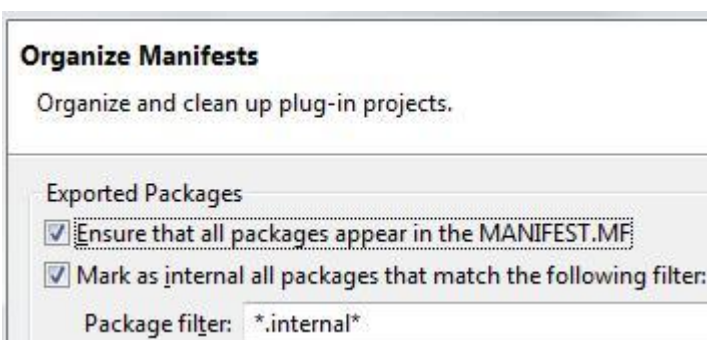 Organize Manifests
Organize and clean up plug-in projects.
Exported Packages
Ensure that all packages appear in the MANIFEST.MF
Mark as internal all packages that match the following filter:
Package filter: *.internal*